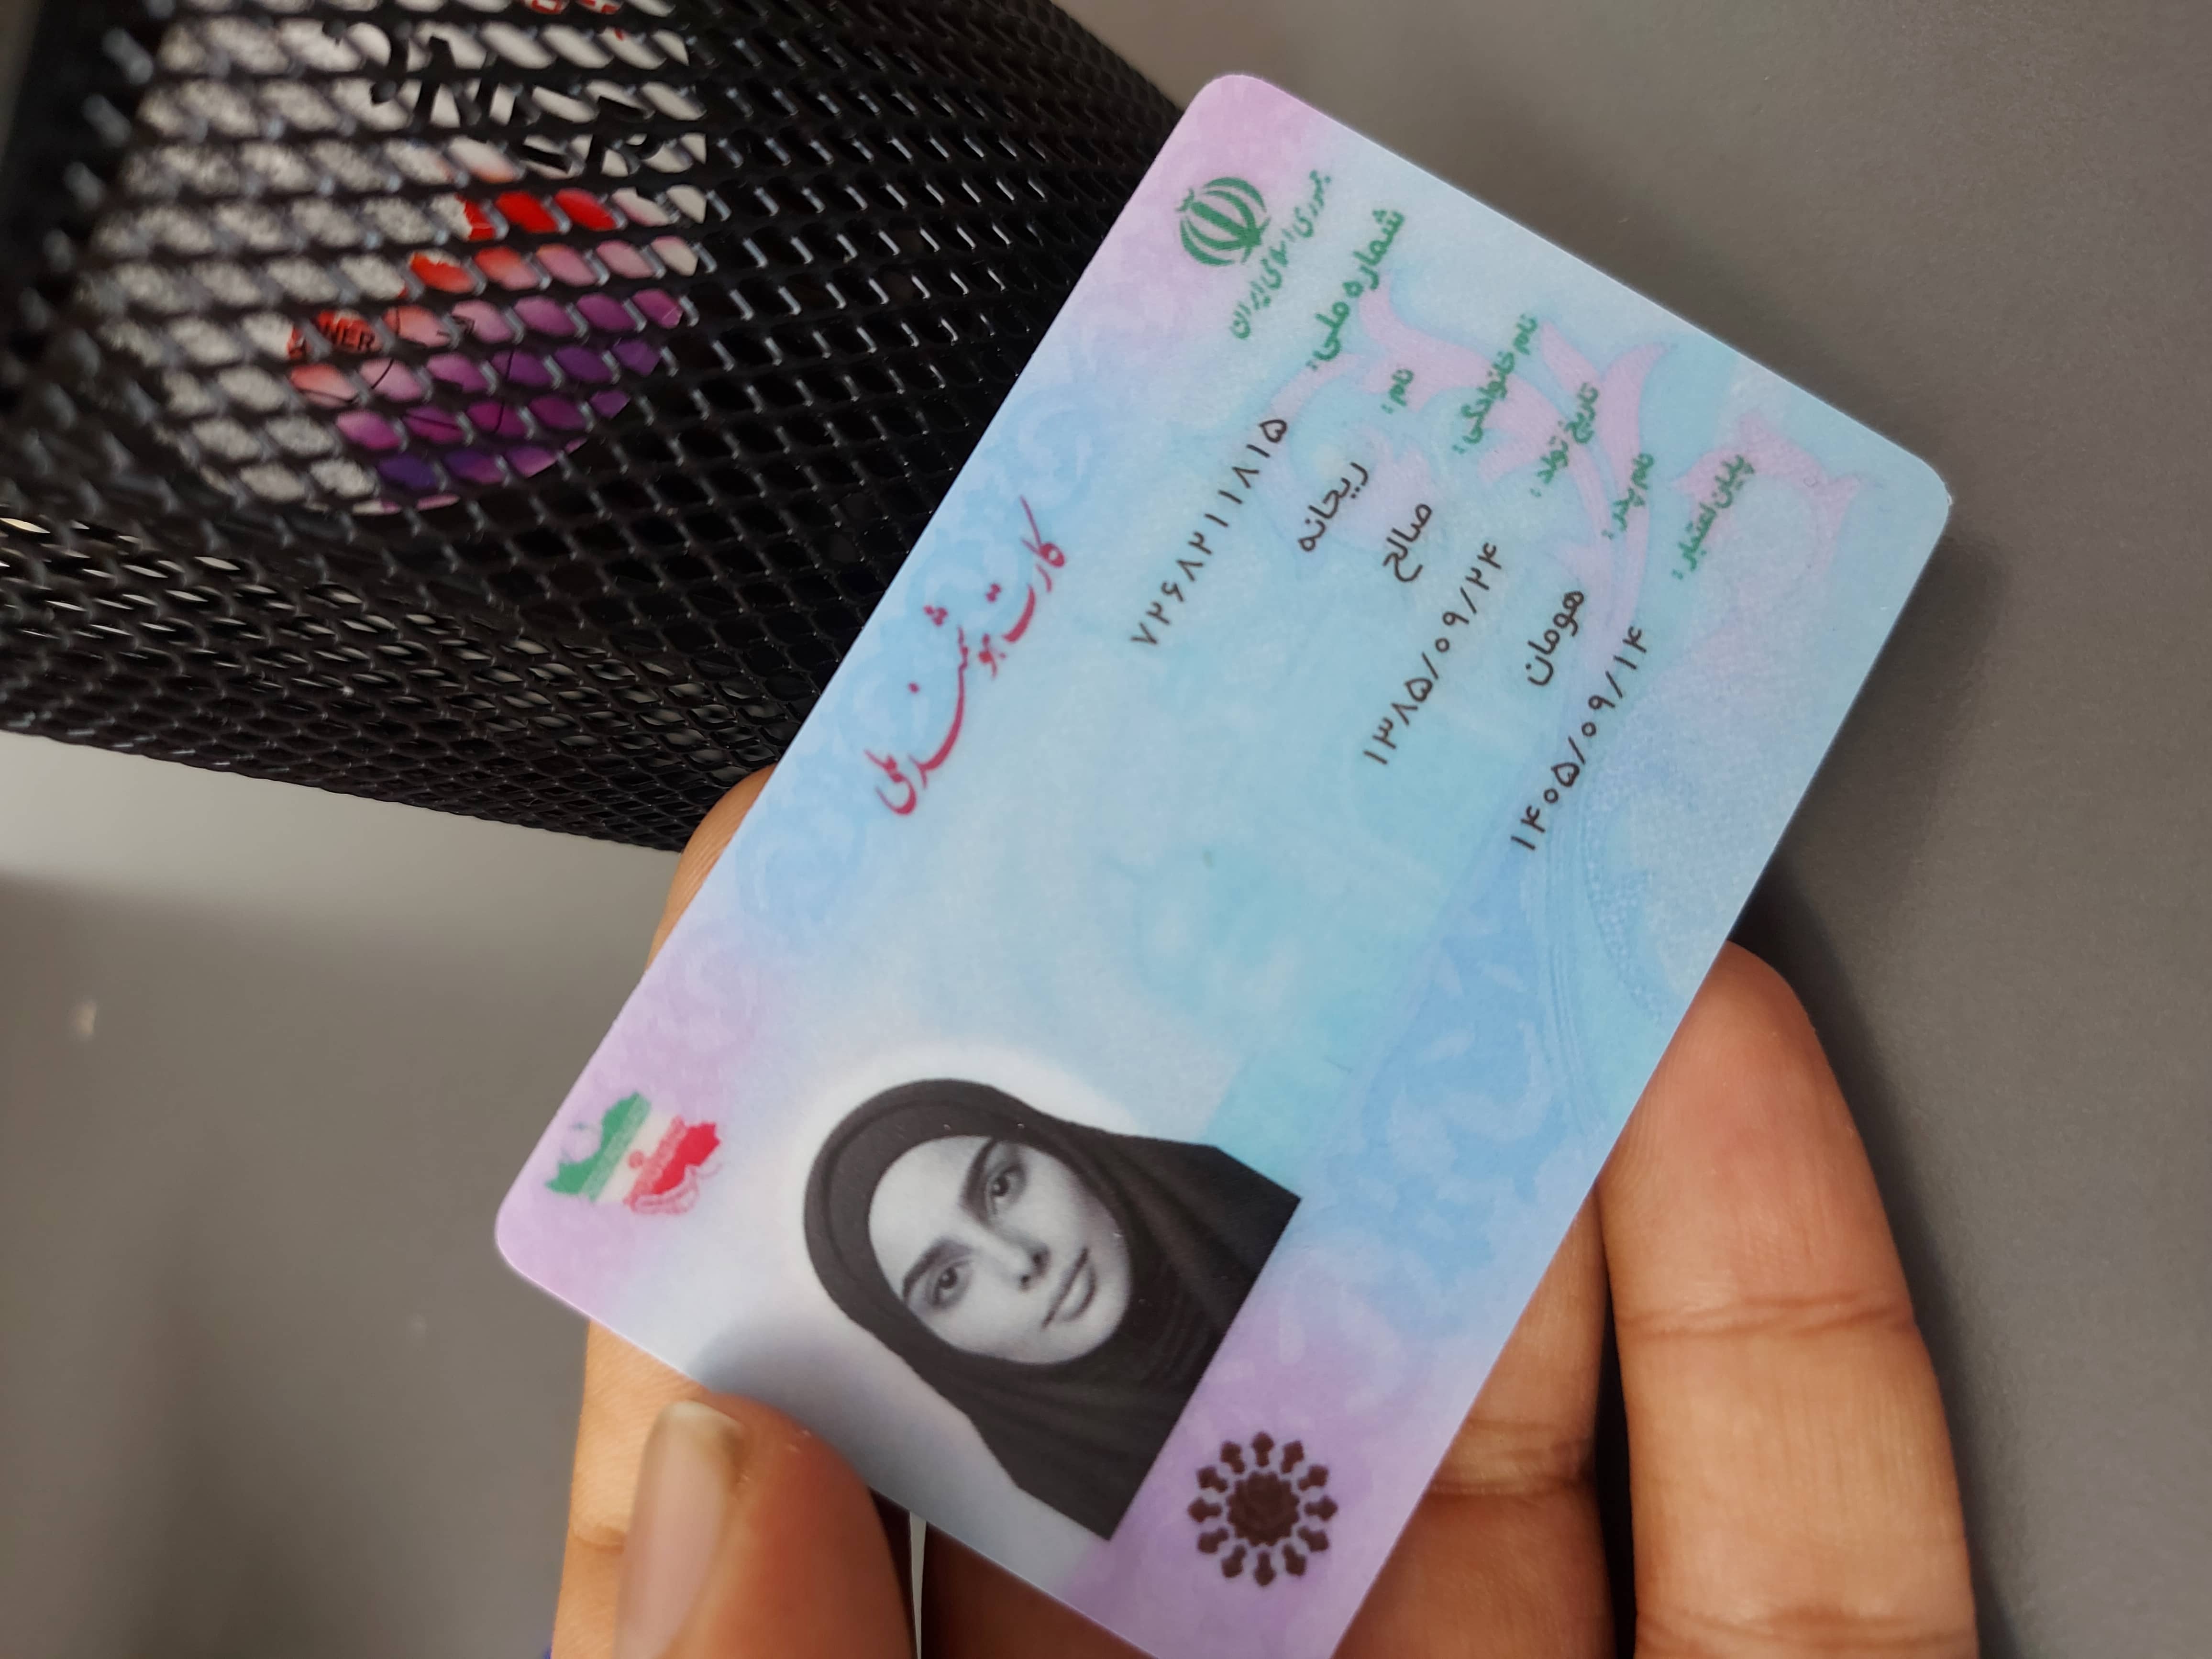 جمهوری اسلامی ایران
کارت هوشمند ملی
شماره ملی: ۷۲۶۸۲۱۱۸۱۵
نام: ریحانه
نام خانوادگی: صالح
تاریخ تولد: ۱۳۸۵/۰۹/۲۴
نام پدر: هومان
پایان اعتبار: ۱۴۰۵/۰۹/۱۴